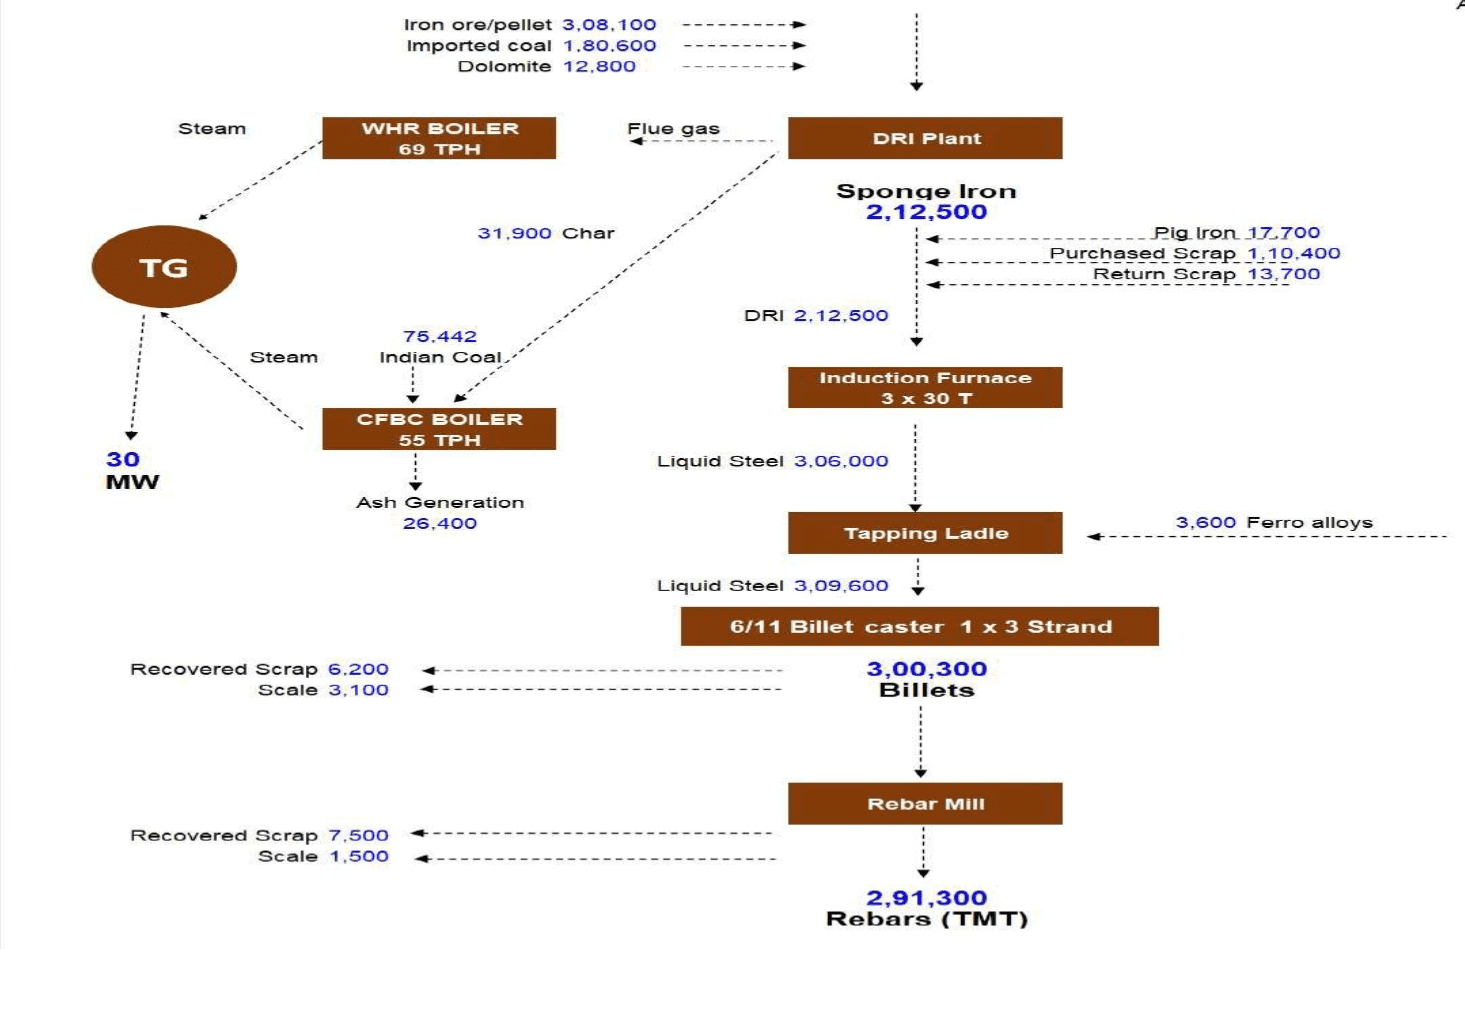 Iron ore/pellet 3,08,100
Imported coal 1,80,600
Dolomite 12,800
Steam
WHR BOILER
69 TPH
Flue gas
DRI Plant
Sponge Iron
2,12,500
31,900 Char
Pig Iron 17,700
Purchased Scrap 1,10,400
Return Scrap 13,700
TG
DRI 2,12,500
75,442
Indian Coal
Steam
Induction Furnace
3 x 30 T
CFBC BOILER
55 TPH
30
MW
Liquid Steel 3,06,000
Ash Generation
26,400
Tapping Ladle
3,600 Ferro alloys
Liquid Steel 3,09,600
6/11 Billet caster 1 x 3 Strand
Recovered Scrap 6,200
Scale 3,100
3,00,300
Billets
Rebar Mill
Recovered Scrap 7,500
Scale 1,500
2,91,300
Rebars (TMT)